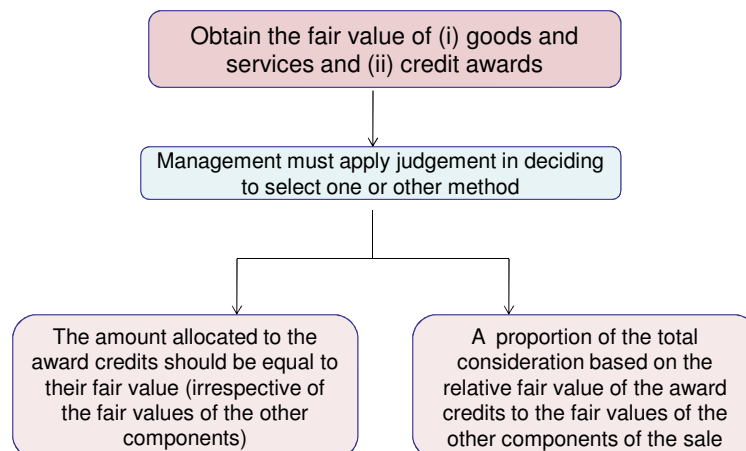 Obtain the fair value of (i) goods and
services and (ii) credit awards
Management must apply judgement in deciding
to select one or other method
The amount allocated to the
award credits should be equal to
their fair value (irrespective of
the fair values of the other
components)
A proportion of the total
consideration based on the
relative fair value of the award
credits to the fair values of the
other components of the sale